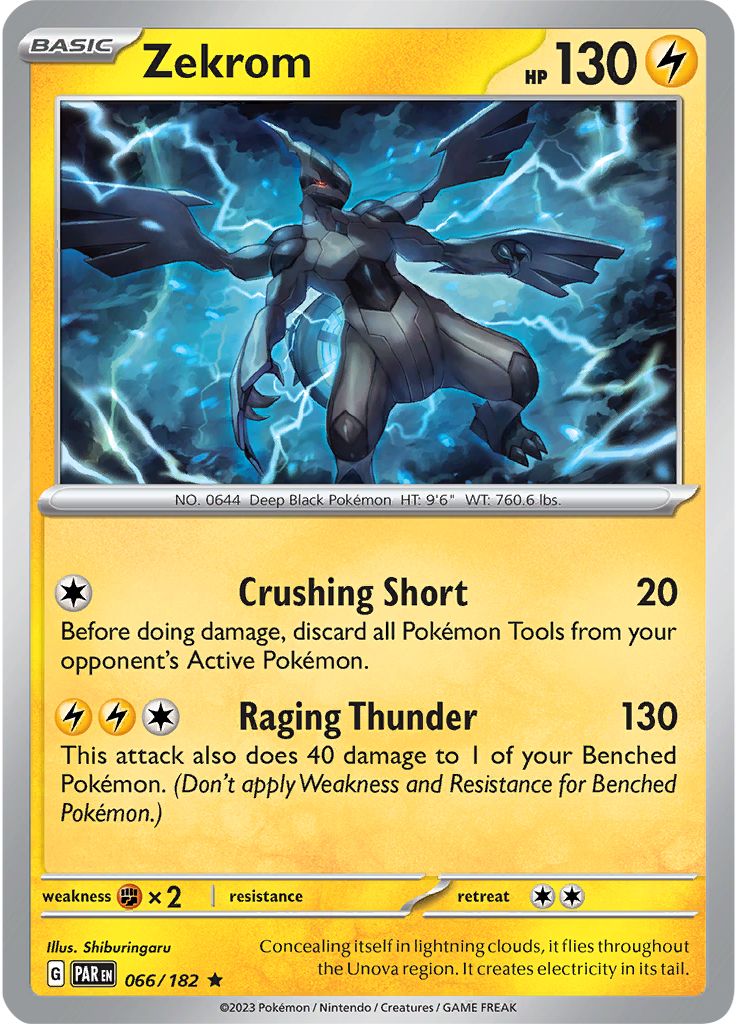 BASIC Zekrom HP 130
NO. 0644 Deep Black Pokémon HT: 9'6" WT: 760.6 lbs.
Crushing Short 20
Before doing damage, discard all Pokémon Tools from your
opponent's Active Pokémon.
Raging Thunder 130
This attack also does 40 damage to 1 of your Benched
Pokémon. (Don't apply Weakness and Resistance for Benched
Pokémon.)
weakness × 2 resistance retreat
Illus. Shiburingaru
Concealing itself in lightning clouds, it flies throughout
the Unova region. It creates electricity in its tail.
G PAR EN 066/182 ★
©2023 Pokémon / Nintendo / Creatures / GAME FREAK